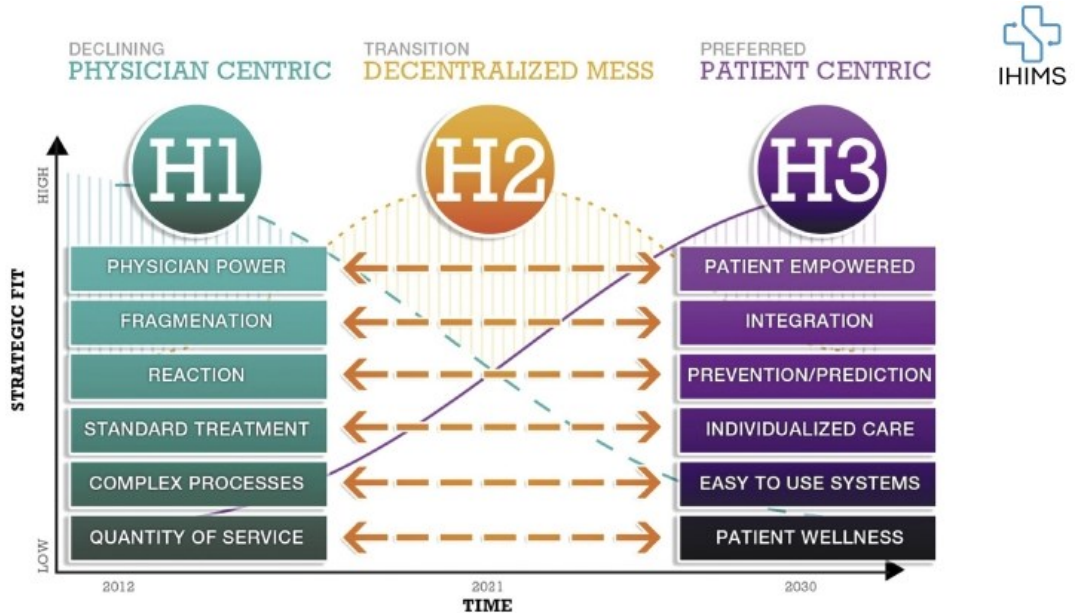 DECLINING
PHYSICIAN CENTRIC
TRANSITION
DECENTRALIZED MESS
PREFERRED
PATIENT CENTRIC
IHIMS
H1
H2
H3
HIGH
STRATEGIC FIT
LOW
PHYSICIAN POWER
PATIENT EMPOWERED
FRAGMENATION
INTEGRATION
REACTION
PREVENTION/PREDICTION
STANDARD TREATMENT
INDIVIDUALIZED CARE
COMPLEX PROCESSES
EASY TO USE SYSTEMS
QUANTITY OF SERVICE
PATIENT WELLNESS
2012
2021
2030
TIME